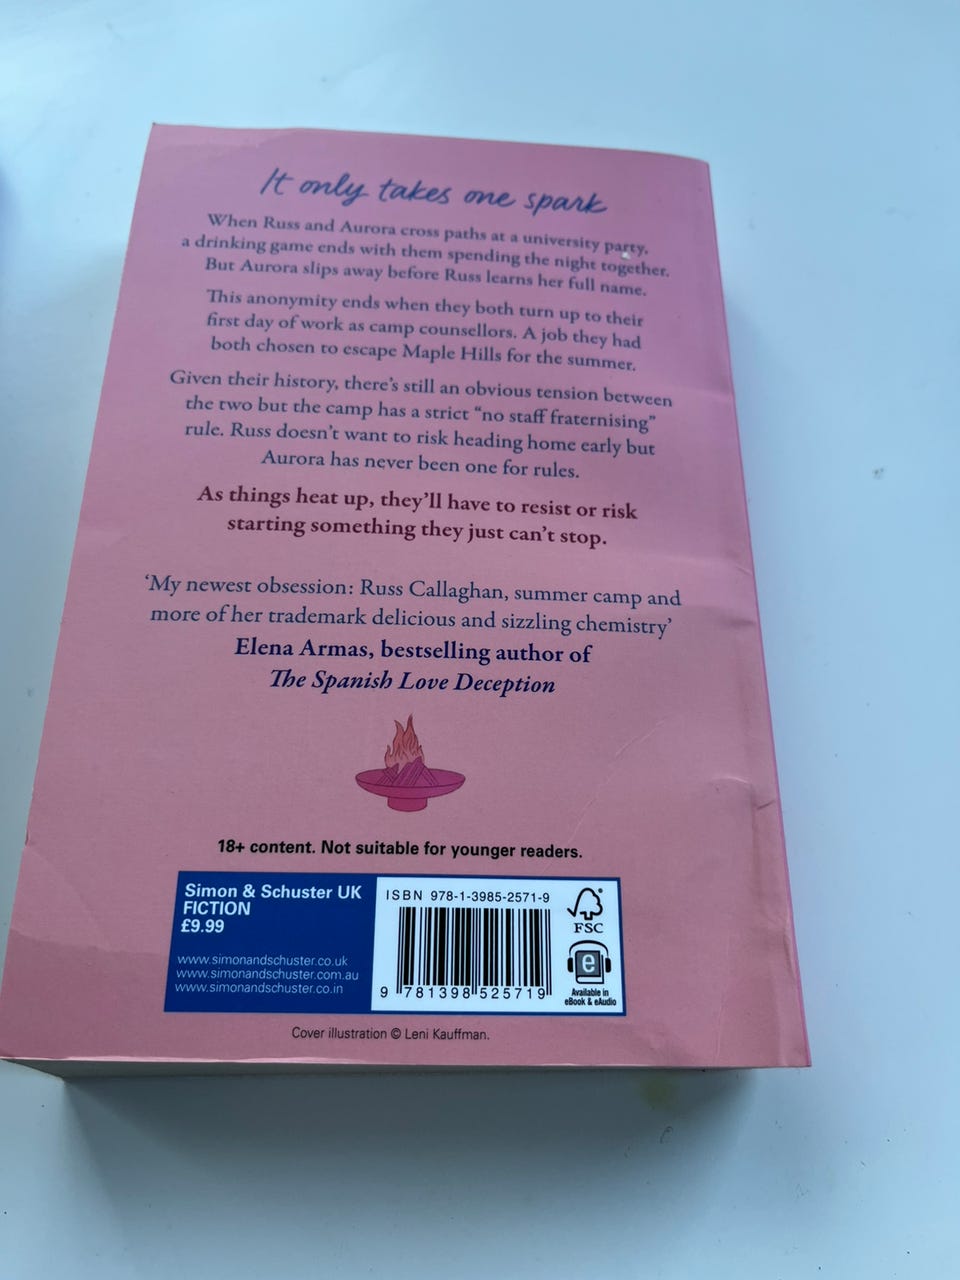 It only takes one spark
When Russ and Aurora cross paths at a university party,
a drinking game ends with them spending the night together.
But Aurora slips away before Russ learns her full name.
This anonymity ends when they both turn up to their
first day of work as camp counsellors. A job they had
both chosen to escape Maple Hills for the summer.
Given their history, there's still an obvious tension between
the two but the camp has a strict “no staff fraternising”
rule. Russ doesn't want to risk heading home early but
Aurora has never been one for rules.
As things heat up, they'll have to resist or risk
starting something they just can't stop.
‘My newest obsession: Russ Callaghan, summer camp and
more of her trademark delicious and sizzling chemistry’
Elena Armas, bestselling author of
The Spanish Love Deception
18+ content. Not suitable for younger readers.
Simon & Schuster UK
FICTION
£9.99
www.simonandschuster.co.uk
www.simonandschuster.com.au
www.simonandschuster.co.in
ISBN 978-1-3985-2571-9
9 781398 525719
FSC
e
Available in
eBook & eAudio
Cover illustration © Leni Kauffman.